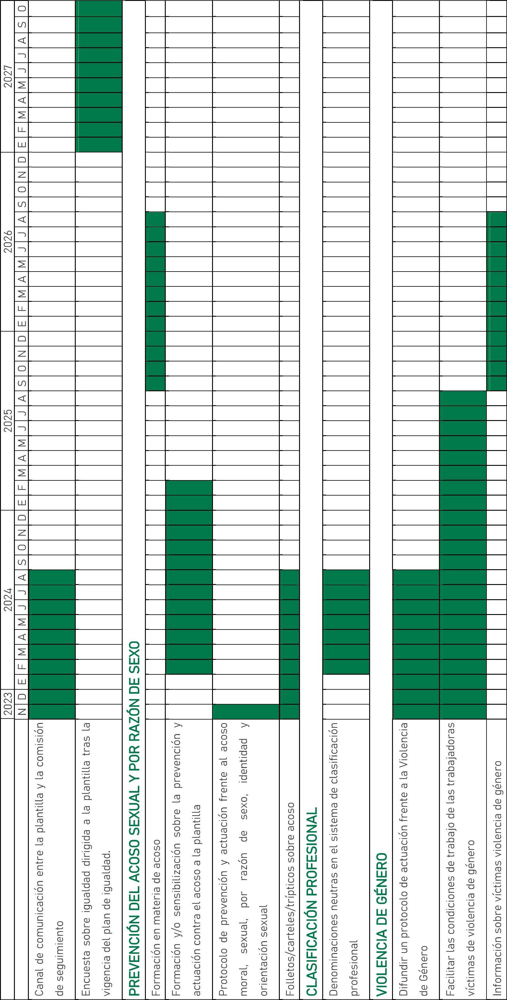 2023 2024 2025 2026 2027
N D E F M A M J J A S O N D E F M A M J J A S O N D E F M A M J J A S O N D E F M A M J J A S O
Canal de comunicación entre la plantilla y la comisión
de seguimiento
Encuesta sobre igualdad dirigida a la plantilla tras la
vigencia del plan de igualdad.
PREVENCIÓN DEL ACOSO SEXUAL Y POR RAZÓN DE SEXO
Formación en materia de acoso
Formación y/o sensibilización sobre la prevención y
actuación contra el acoso a la plantilla
Protocolo de prevención y actuación frente al acoso
moral, sexual, por razón de sexo, identidad y
orientación sexual
Folletos/carteles/trípticos sobre acoso
CLASIFICACIÓN PROFESIONAL
Denominaciones neutras en el sistema de clasificación
profesional
VIOLENCIA DE GÉNERO
Difundir un protocolo de actuación frente a la Violencia
de Género
Facilitar las condiciones de trabajo de las trabajadoras
víctimas de violencia de género
Información sobre víctimas violencia de género